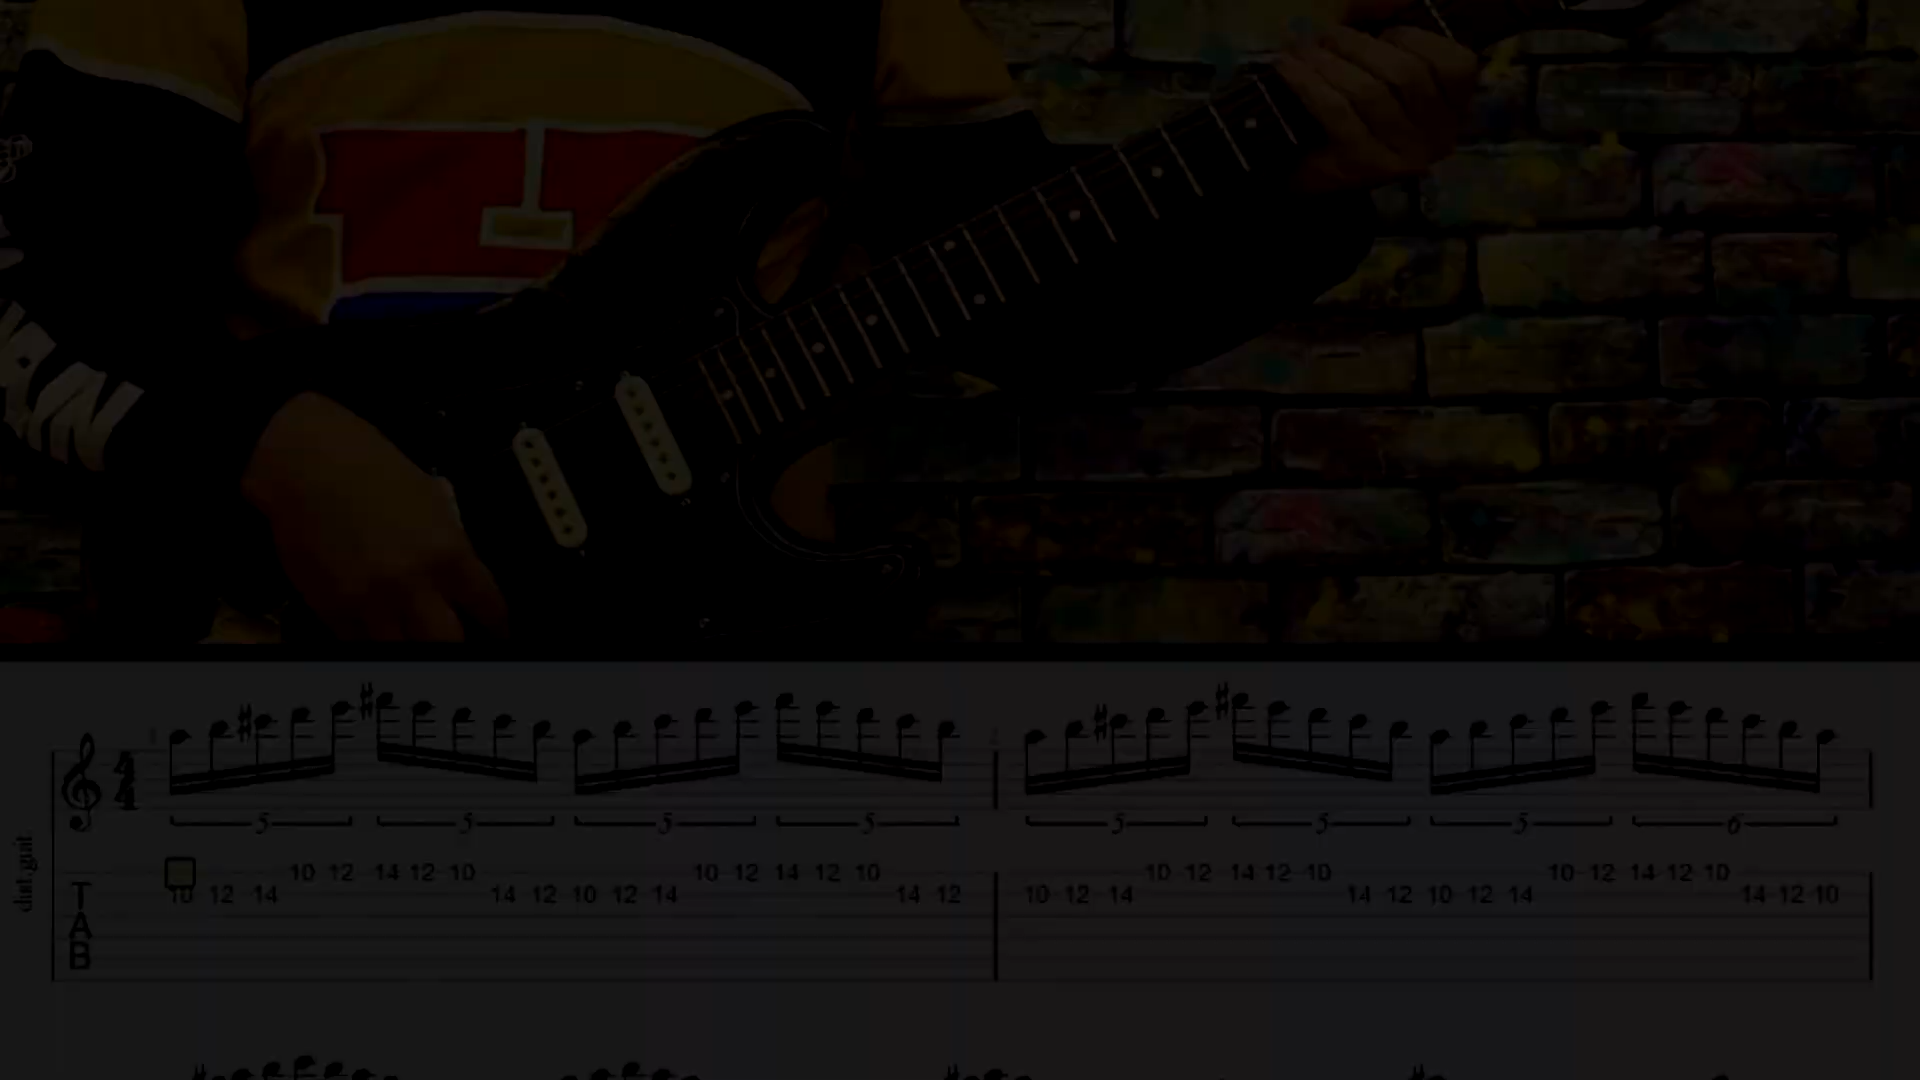 5 5 5 5 5 5 5 6
4
4
dist.guit.
T
A
B
10 12 14 12 10 10 12 14 12 10 10 12 14 12 10 10 12 14 12 10
10 12 14 14 12 10 12 14 14 12 10 12 14 14 12 10 12 14 14 12 10